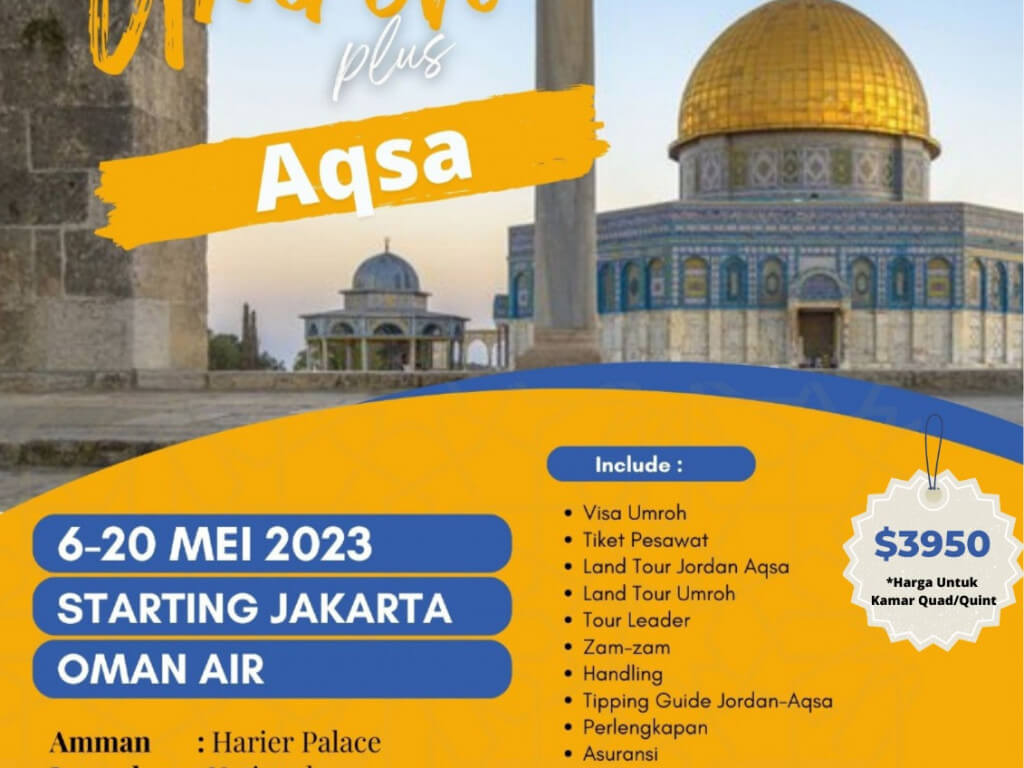 plus
Aqsa
6-20 MEI 2023
STARTING JAKARTA
OMAN AIR
Amman : Harier Palace
Include :
• Visa Umroh
• Tiket Pesawat
• Land Tour Jordan Aqsa
• Land Tour Umroh
• Tour Leader
• Zam-zam
• Handling
• Tipping Guide Jordan-Aqsa
• Perlengkapan
• Asuransi
$3950
*Harga Untuk
Kamar Quad/Quint